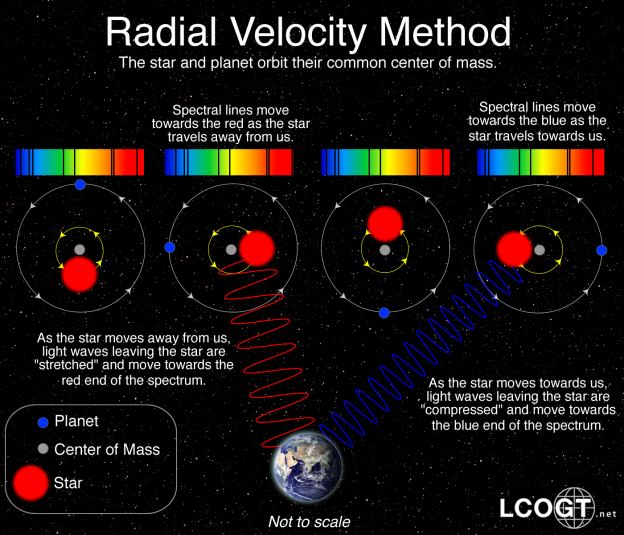 Radial Velocity Method
The star and planet orbit their common center of mass.
Spectral lines move
towards the red as the star
travels away from us.
Spectral lines move
towards the blue as the
star travels towards us.
As the star moves away from us,
light waves leaving the star are
"stretched" and move towards the
red end of the spectrum.
As the star moves towards us,
light waves leaving the star are
"compressed" and move towards
the blue end of the spectrum.
Planet
Center of Mass
Star
Not to scale
LCOGT.net